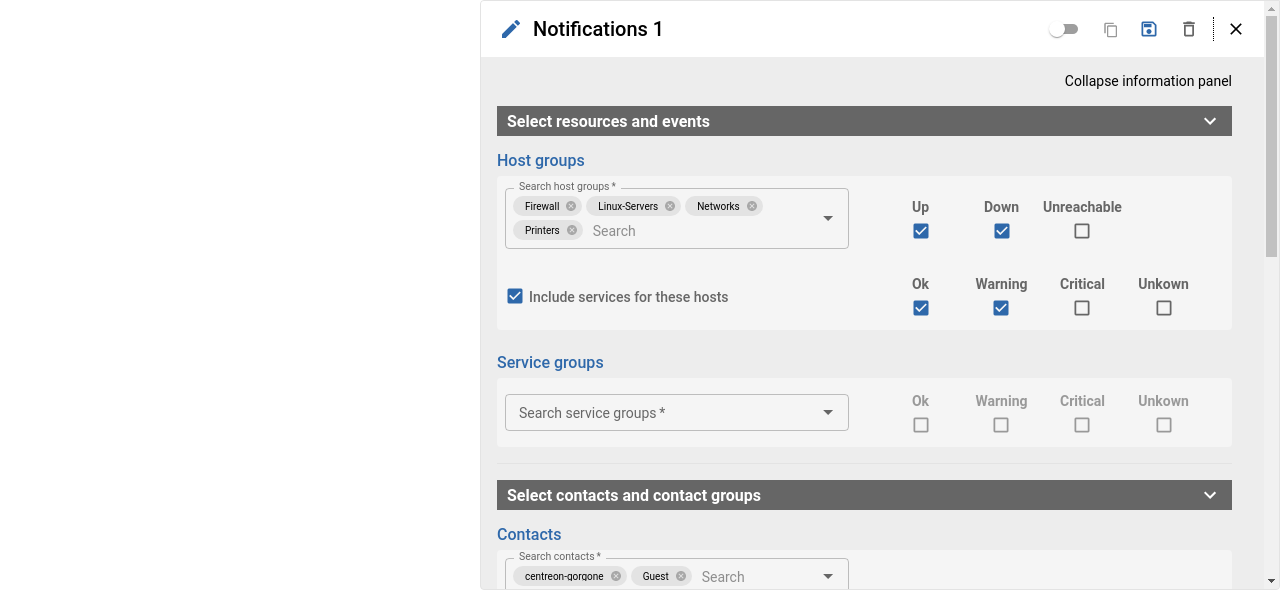 Notifications 1
Collapse information panel
Select resources and events
Host groups
Search host groups *
Firewall Linux-Servers Networks
Printers Search
Up Down Unreachable
Include services for these hosts
Ok Warning Critical Unkown
Service groups
Search service groups *
Ok Warning Critical Unkown
Select contacts and contact groups
Contacts
Search contacts *
centreon-gorgone Guest Search